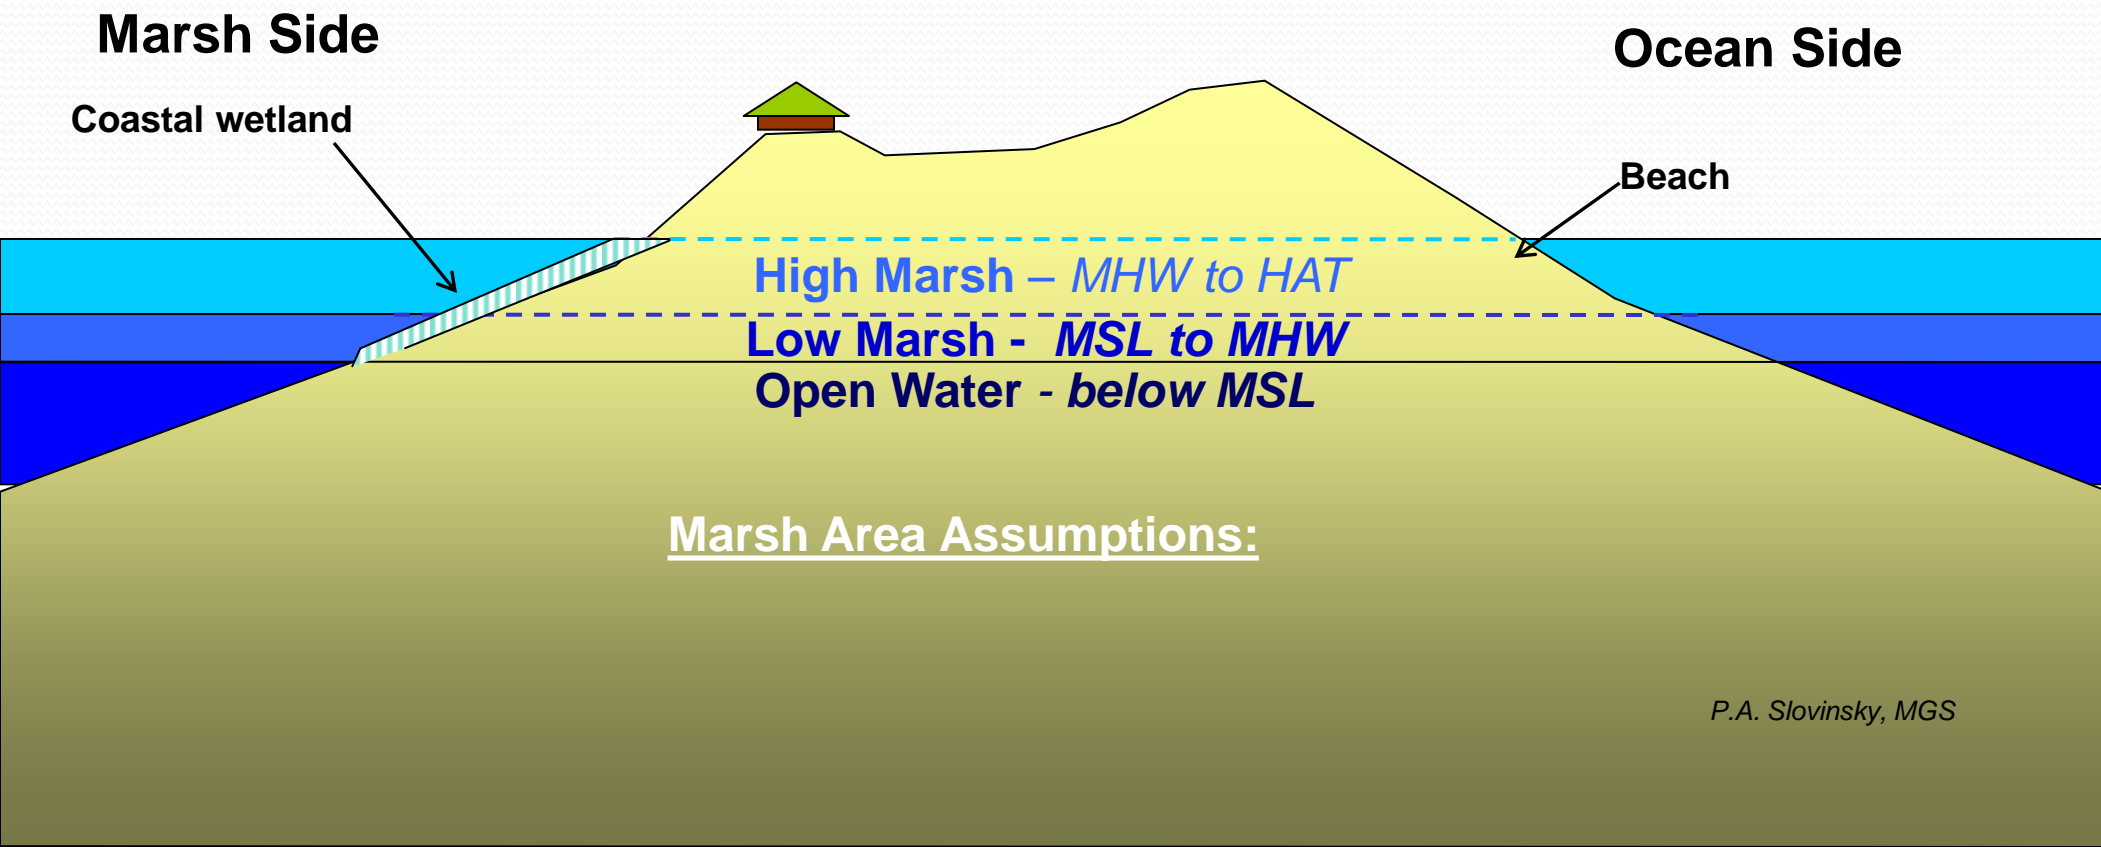 Marsh Side
Ocean Side
Coastal wetland
Beach
High Marsh – MHW to HAT
Low Marsh - MSL to MHW
Open Water - below MSL
Marsh Area Assumptions:
P.A. Slovinsky, MGS